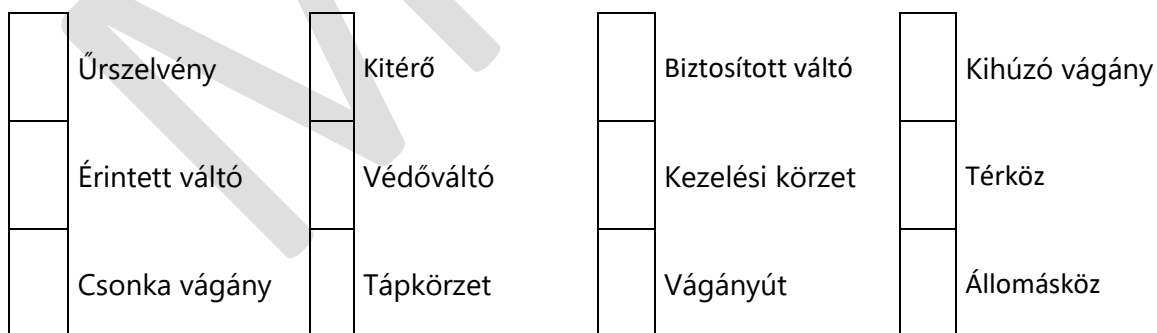 Űrszelvény Kitérő Biztosított váltó Kihúzó vágány
Érintett váltó Védőváltó Kezelési körzet Térköz
Csonka vágány Tápkörzet Vágányút Állomásköz